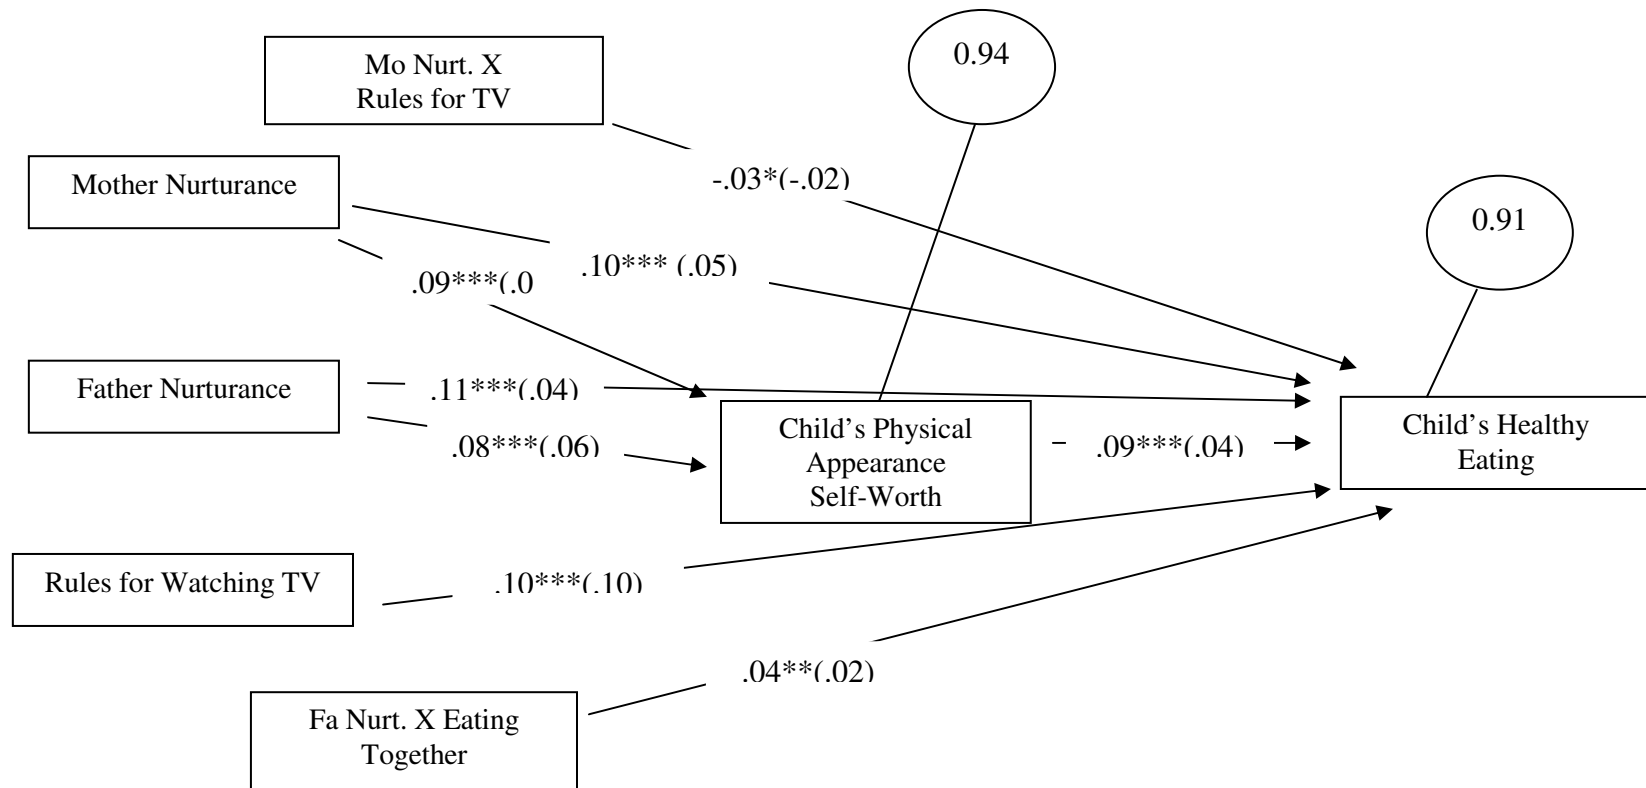 0.94
Mo Nurt. X
Rules for TV
Mother Nurturance
-.03*(-.02)
0.91
.10*** (.05)
.09***(.0
Father Nurturance
.11***(.04)
.08***(.06)
Child's Physical
Appearance
Self-Worth
.09***(.04)
Child's Healthy
Eating
Rules for Watching TV
.10***(.10)
.04**(.02)
Fa Nurt. X Eating
Together